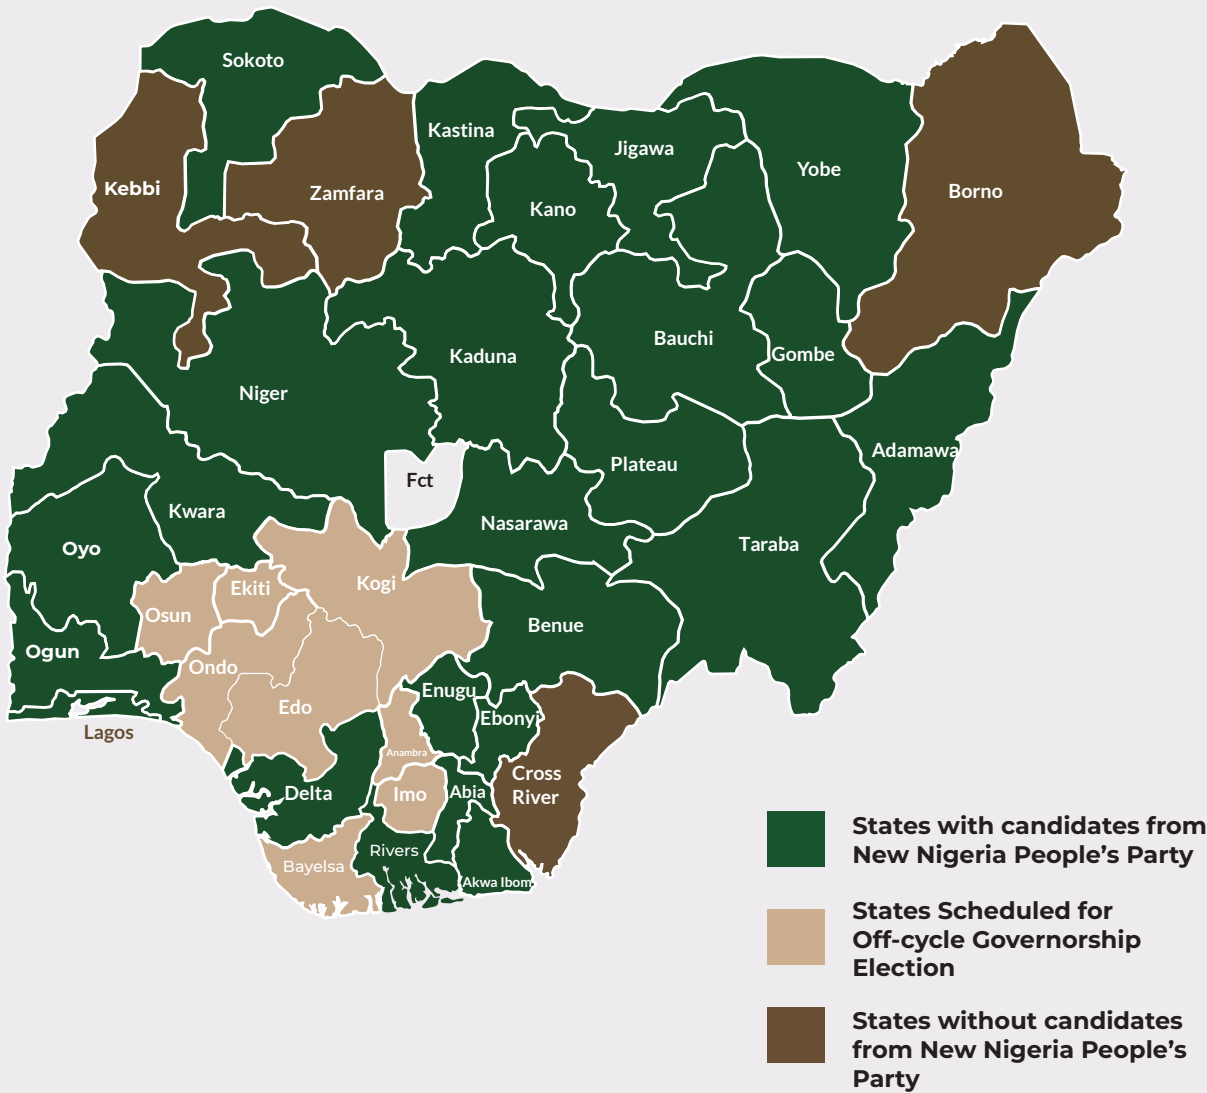 Sokoto
Kastina
Jigawa
Yobe
Kebbi
Zamfara
Kano
Borno
Bauchi
Gombe
Kaduna
Niger
Adamawa
Plateau
Fct
Kwara
Nasarawa
Oyo
Taraba
Kogi
Ekiti
Osun
Benue
Ogun
Ondo
Enugu
Edo
Ebonyi
Lagos
Anambra
Cross
River
Delta
Imo
Abia
Rivers
Bayelsa
Akwa Ibom
States with candidates from
New Nigeria People’s Party
States Scheduled for
Off-cycle Governorship
Election
States without candidates
from New Nigeria People’s
Party